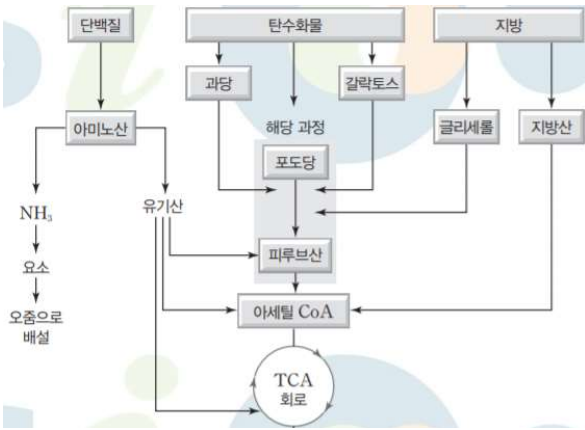 단백질
탄수화물
지방
과당
갈락토스
아미노산
해당 과정
글리세롤
지방산
포도당
NH₃
유기산
요소
피루브산
오줌으로
배설
아세틸 CoA
TCA
회로